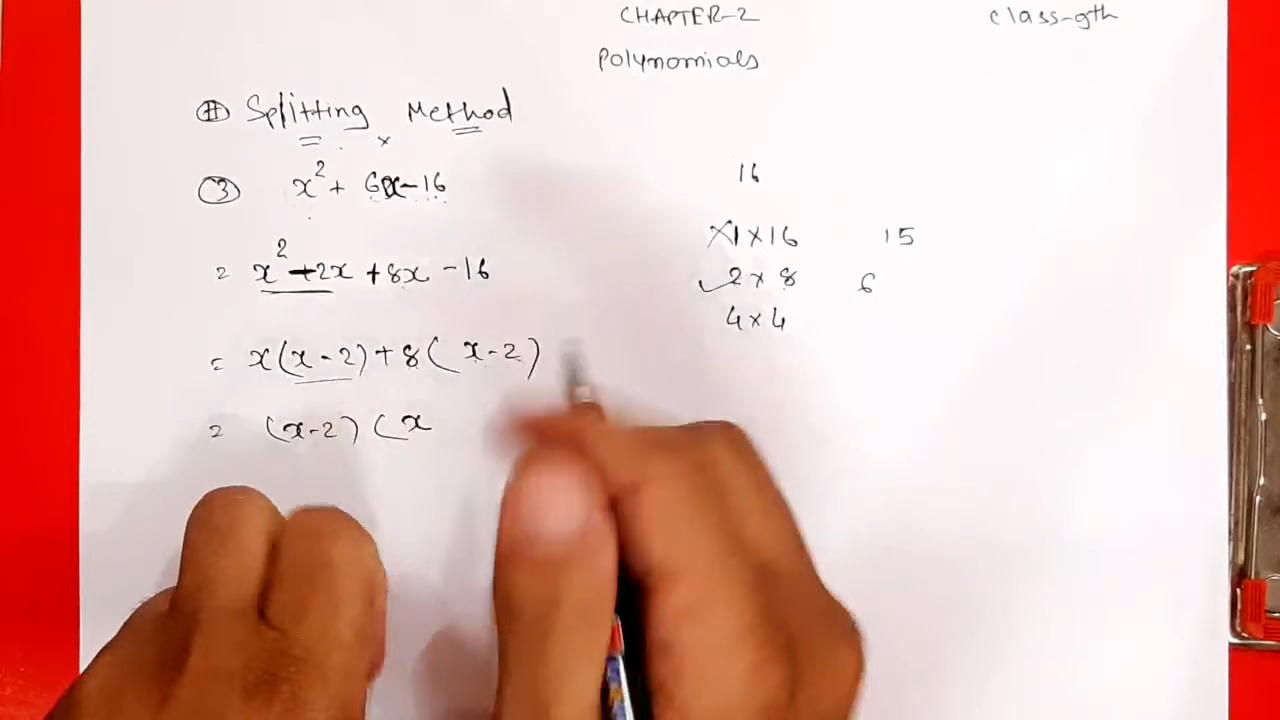 CHAPTER-2
Class-9th
Polynomials
# Splitting Method
3 x² + 6x - 16
= x² - 2x + 8x - 16
= x(x-2) + 8(x-2)
= (x-2) (x
16
1 x 16 15
2 x 8 6
4 x 4